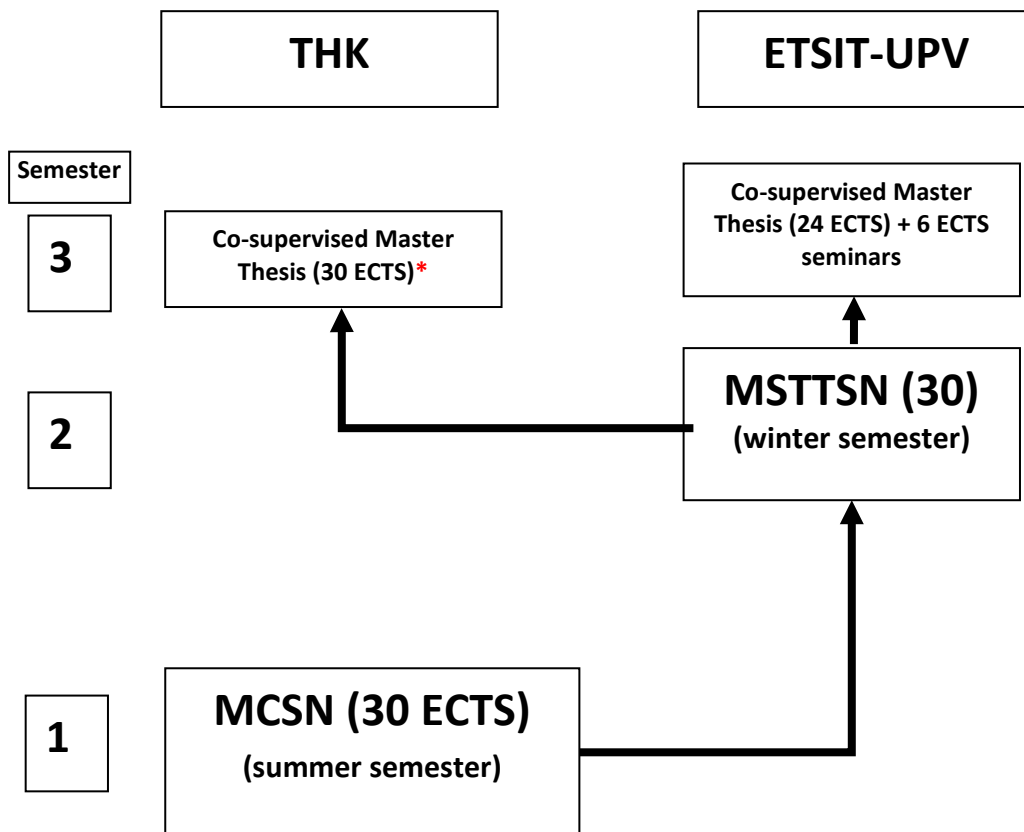 THK
ETSIT-UPV
Semester
3
Co-supervised Master
Thesis (30 ECTS)*
Co-supervised Master
Thesis (24 ECTS) + 6 ECTS
seminars
2
MSTTSN (30)
(winter semester)
1
MCSN (30 ECTS)
(summer semester)